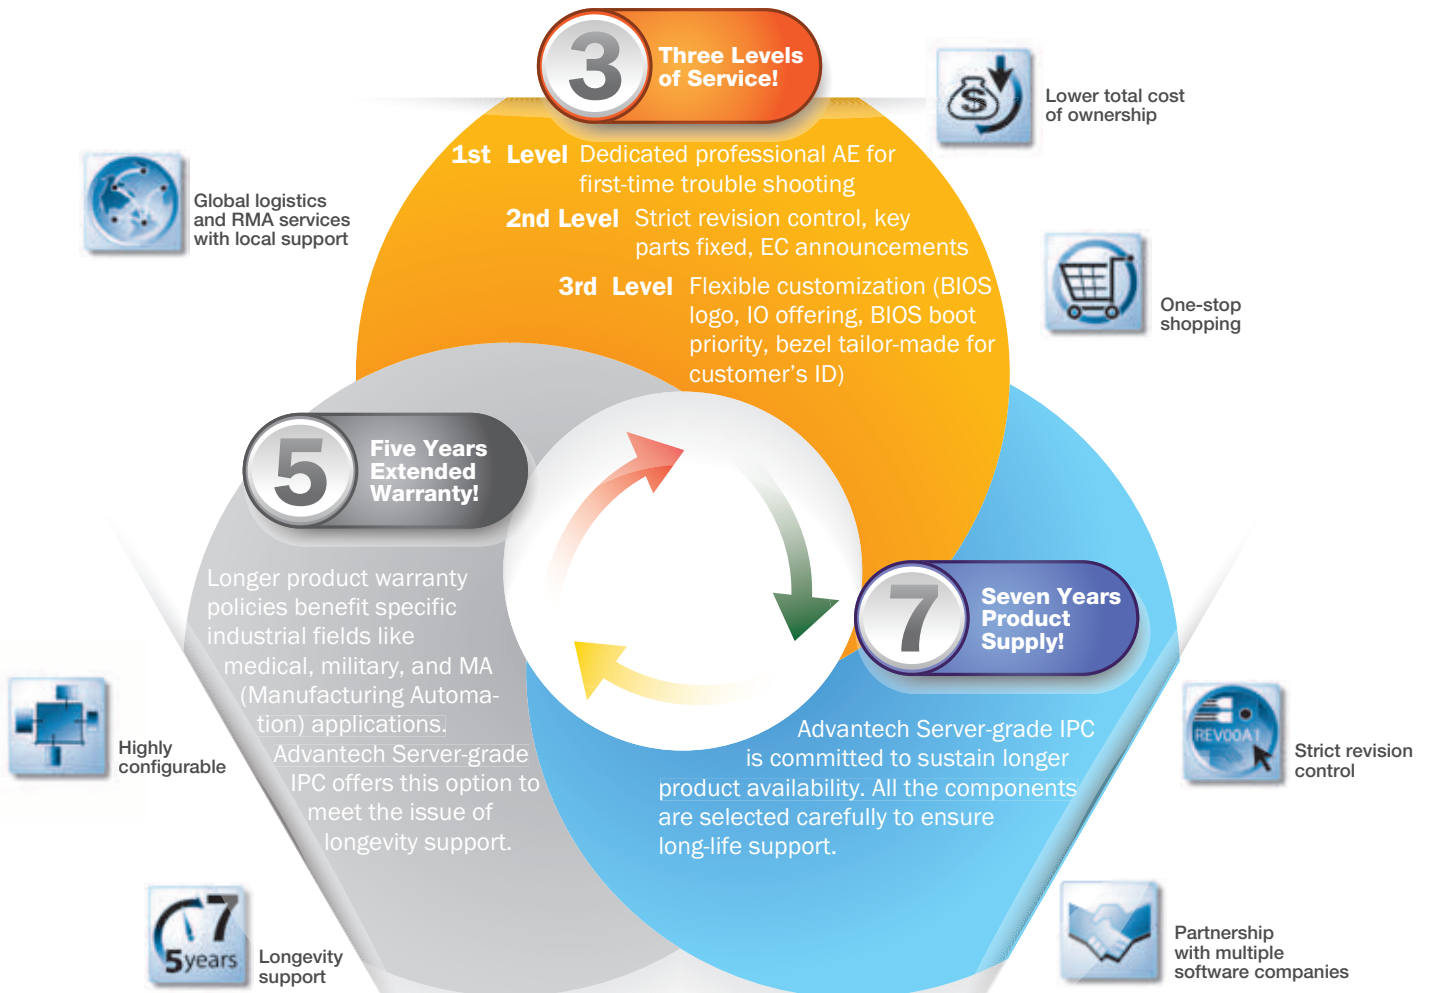 3
Three Levels
of Service!
1st Level Dedicated professional AE for
first-time trouble shooting
2nd Level Strict revision control, key
parts fixed, EC announcements
3rd Level Flexible customization (BIOS
logo, IO offering, BIOS boot
priority, bezel tailor-made for
customer's ID)
5
Five Years
Extended
Warranty!
Longer product warranty
policies benefit specific
industrial fields like
medical, military, and MA
(Manufacturing Automa-
tion) applications.
Advantech Server-grade
IPC offers this option to
meet the issue of
longevity support.
7
Seven Years
Product
Supply!
Advantech Server-grade IPC
is committed to sustain longer
product availability. All the components
are selected carefully to ensure
long-life support.
Global logistics
and RMA services
with local support
$
Lower total cost
of ownership
One-stop
shopping
Highly
configurable
REV00A1
Strict revision
control
7
5years
Longevity
support
Partnership
with multiple
software companies